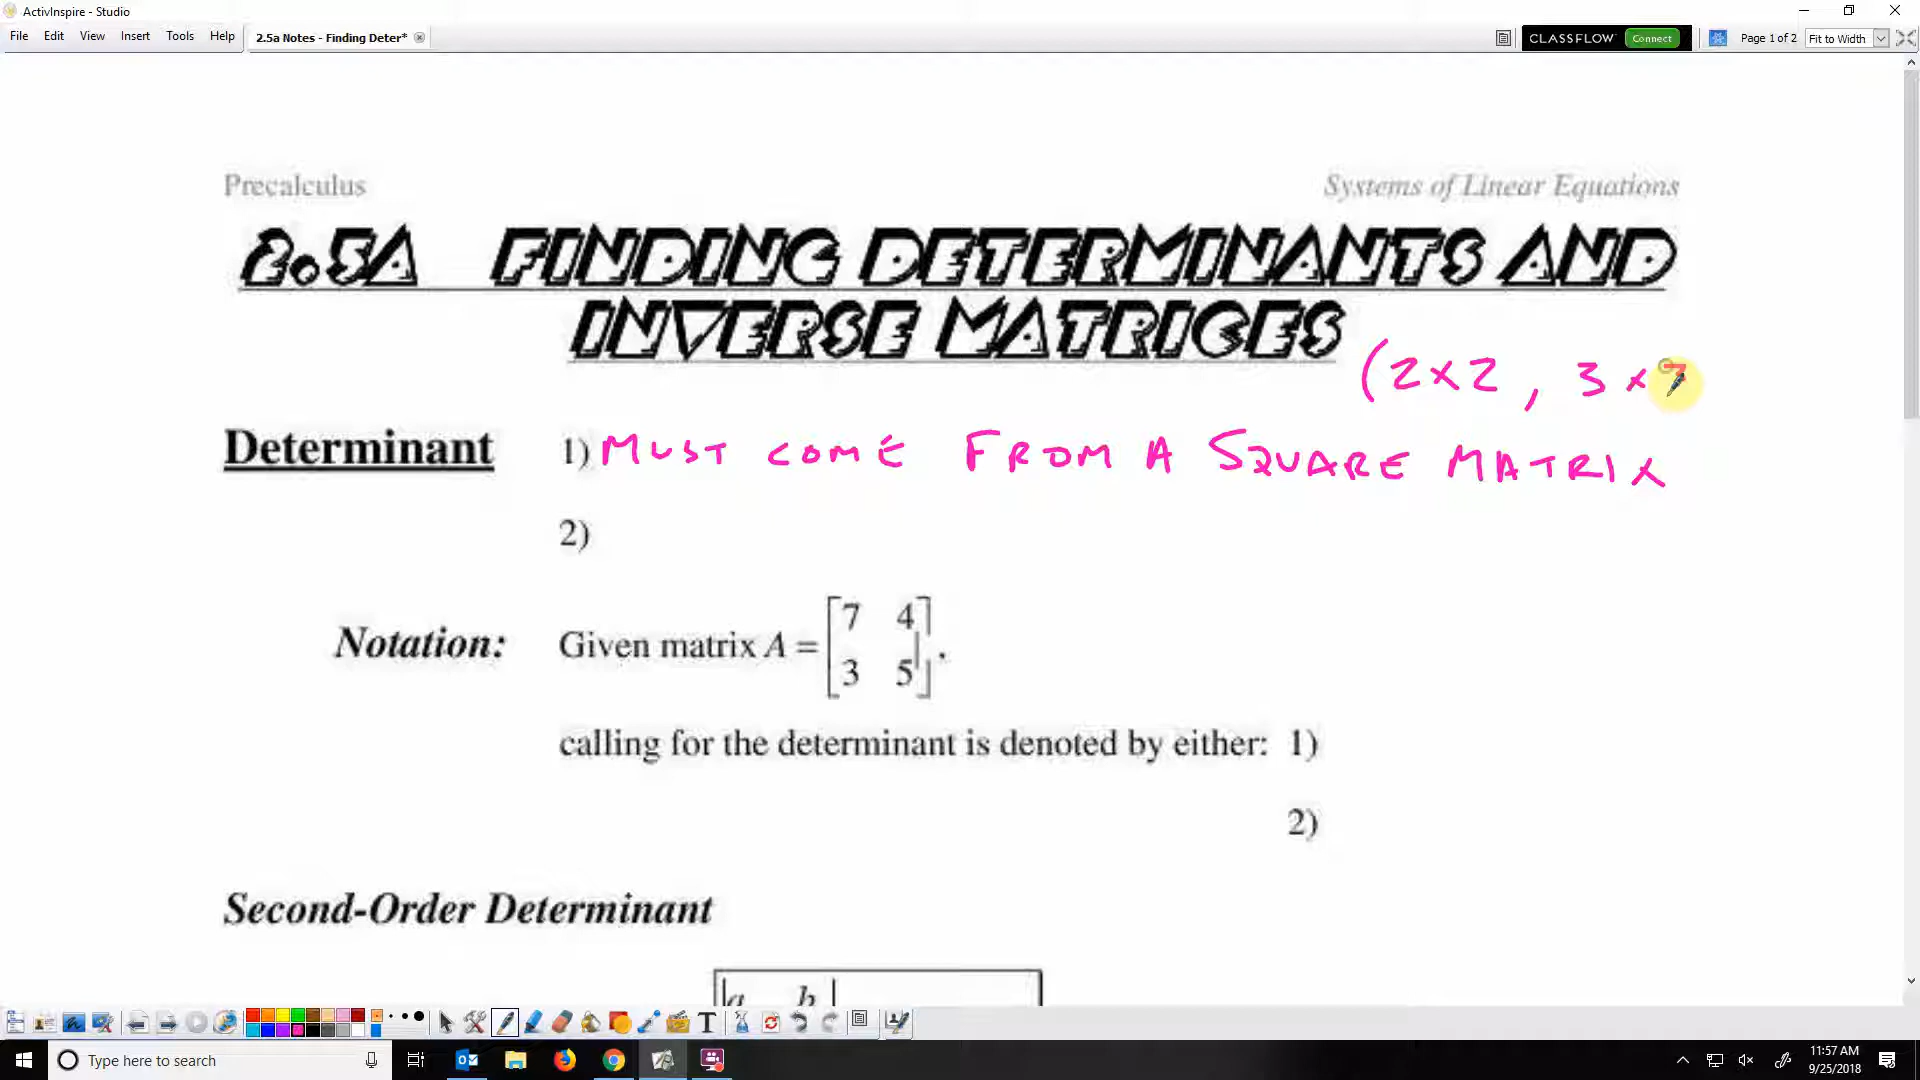 ActivInspire - Studio
File Edit View Insert Tools Help 2.5a Notes - Finding Deter* CLASSFLOW Connect Page 1 of 2 Fit to Width
Precalculus Systems of Linear Equations
2.5A FINDING DETERMINANTS AND
INVERSE MATRICES
(2x2, 3x
Determinant 1) MUST COME FROM A SQUARE MATRIX
2)
Notation: Given matrix A = [7 4 3 5].
calling for the determinant is denoted by either: 1)
2)
Second-Order Determinant
|a b|
T
Type here to search
11:57 AM
9/25/2018